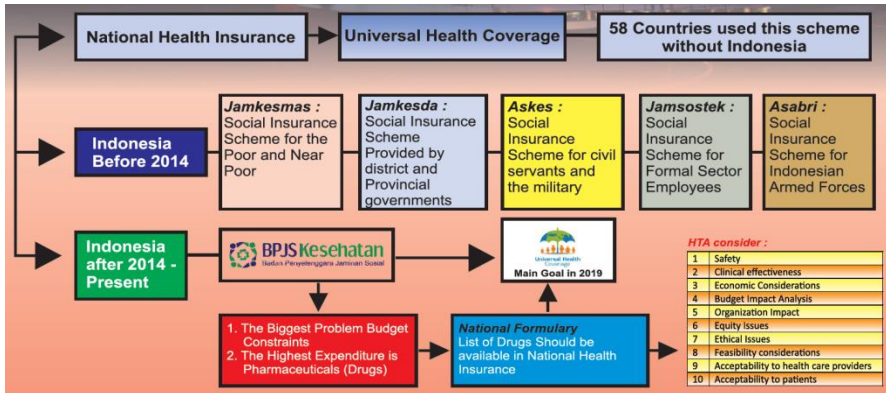 National Health Insurance
Universal Health Coverage
58 Countries used this scheme
without Indonesia
Indonesia
Before 2014
Jamkesmas :
Social Insurance
Scheme for the
Poor and Near
Poor
Jamkesda :
Social Insurance
Scheme
Provided by
district and
Provincial
governments
Askes :
Social
Insurance
Scheme for civil
servants and
the military
Jamsostek :
Social
Insurance
Scheme for
Formal Sector
Employees
Asabri :
Social
Insurance
Scheme for
Indonesian
Armed Forces
Indonesia
after 2014 -
Present
BPJS Kesehatan
Badan Penyelenggara Jaminan Sosial
Universal Health
Coverage
Main Goal in 2019
1. The Biggest Problem Budget
Constraints
2. The Highest Expenditure is
Pharmaceuticals (Drugs)
National Formulary
List of Drugs Should be
available in National Health
Insurance
HTA consider :
1 Safety
2 Clinical effectiveness
3 Economic Considerations
4 Budget Impact Analysis
5 Organization Impact
6 Equity Issues
7 Ethical Issues
8 Feasibility considerations
9 Acceptability to health care providers
10 Acceptability to patients